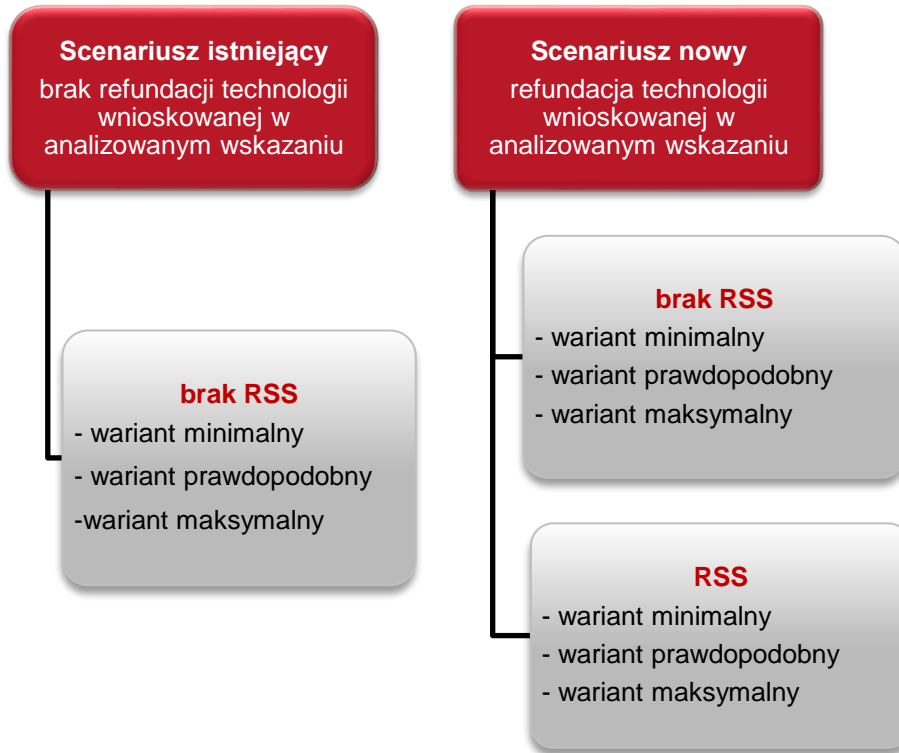 Scenariusz istniejący
brak refundacji technologii
wnioskowanej w
analizowanym wskazaniu
brak RSS
- wariant minimalny
- wariant prawdopodobny
-wariant maksymalny
Scenariusz nowy
refundacja technologii
wnioskowanej w
analizowanym wskazaniu
brak RSS
- wariant minimalny
- wariant prawdopodobny
- wariant maksymalny
RSS
- wariant minimalny
- wariant prawdopodobny
- wariant maksymalny